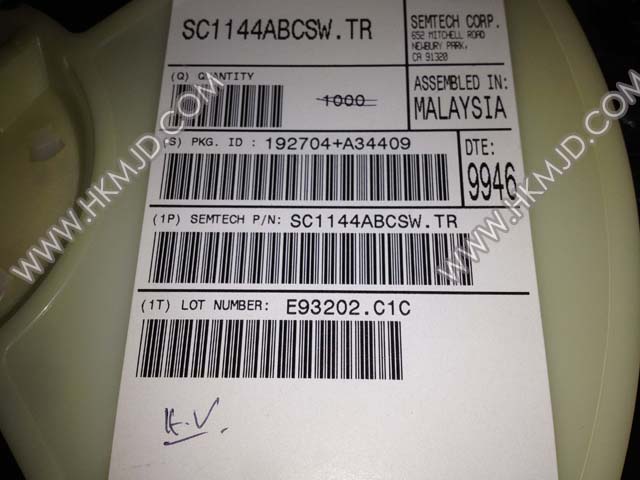 SC1144ABCSW.TR
SEMTECH CORP.
652 MITCHELL ROAD
NEWBURY PARK,
CA 91320
(Q) QUANTITY
1000
ASSEMBLED IN:
MALAYSIA
(S) PKG. ID : 192704+A34409
DTE:
9946
(1P) SEMTECH P/N: SC1144ABCSW.TR
(1T) LOT NUMBER: E93202.C1C
H.V.
WWW.HKMJD.COM
WWW.HKMJD.COM
WWW.HKMJD.COM